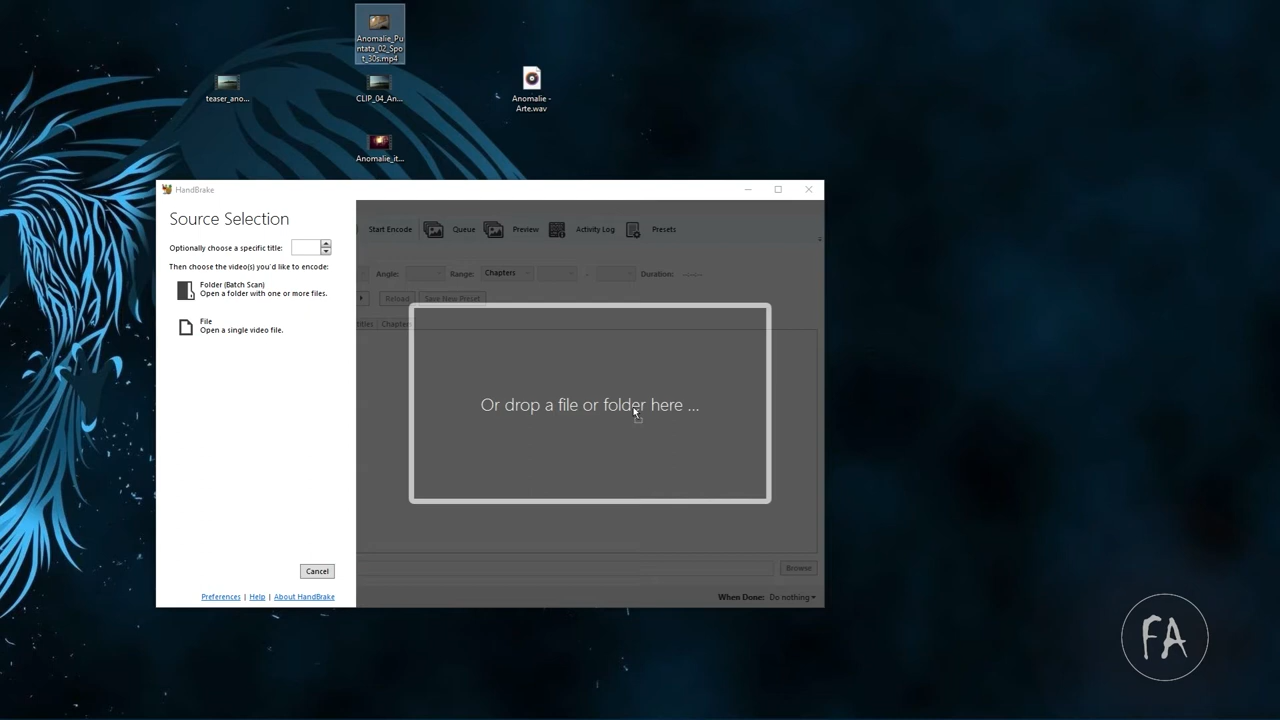 Anomalie_Pu
ntata_02_Spo
t_30s.mp4
teaser_ano...
CLIP_04_An...
Anomalie -
Arte.wav
Anomalie_it...
HandBrake
Source Selection
Optionally choose a specific title:
Then choose the video(s) you'd like to encode:
Folder (Batch Scan)
Open a folder with one or more files.
File
Open a single video file.
Cancel
Preferences | Help | About HandBrake
Start Encode Queue Preview Activity Log Presets
Angle: Range: Chapters - Duration: --:--:--
Reload Save New Preset
Chapters
Or drop a file or folder here ...
Browse
When Done: Do nothing
FA